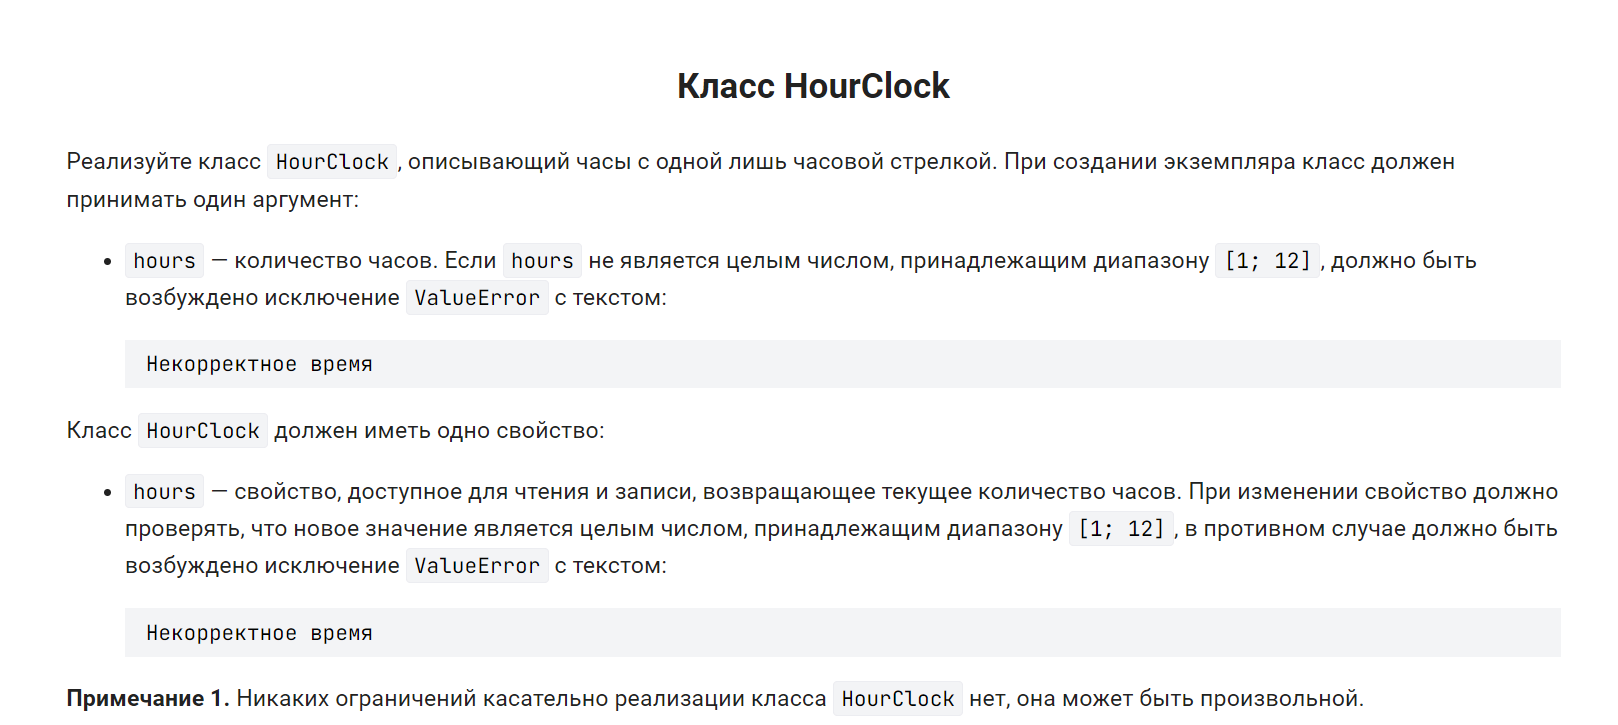 Класс HourClock
Реализуйте класс HourClock, описывающий часы с одной лишь часовой стрелкой. При создании экземпляра класс должен
принимать один аргумент:
• hours — количество часов. Если hours не является целым числом, принадлежащим диапазону [1; 12], должно быть
возбуждено исключение ValueError с текстом:
Некорректное время
Класс HourClock должен иметь одно свойство:
• hours — свойство, доступное для чтения и записи, возвращающее текущее количество часов. При изменении свойство должно
проверять, что новое значение является целым числом, принадлежащим диапазону [1; 12], в противном случае должно быть
возбуждено исключение ValueError с текстом:
Некорректное время
Примечание 1. Никаких ограничений касательно реализации класса HourClock нет, она может быть произвольной.